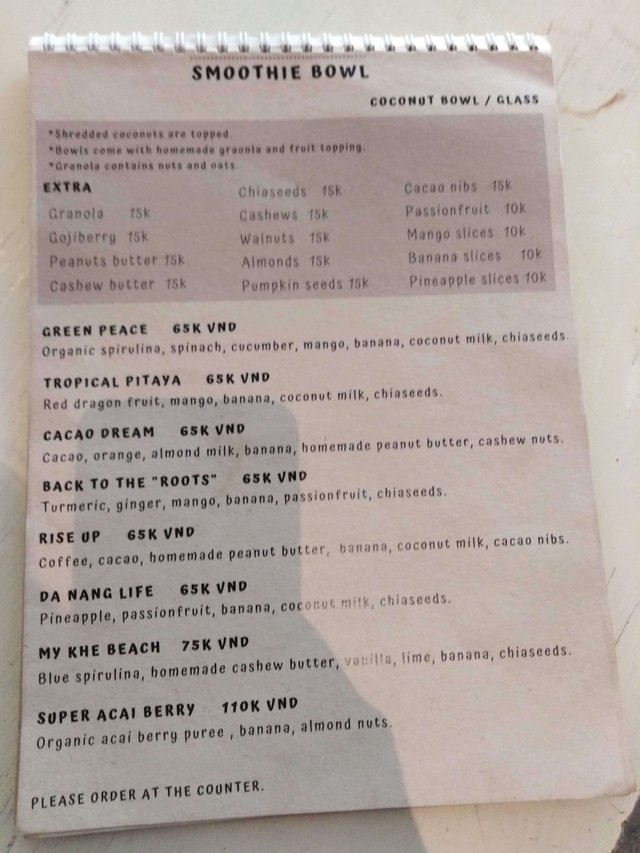 SMOOTHIE BOWL
COCONUT BOWL / GLASS
*Shredded coconuts are topped.
*Bowls come with homemade graonla and fruit topping.
*Granola contains nuts and oats.
EXTRA
Granola 15k
Gojiberry 15k
Peanuts butter 15k
Cashew butter 15k
Chiaseeds 15k
Cashews 15k
Walnuts 15k
Almonds 15k
Pumpkin seeds 15k
Cacao nibs 15k
Passionfruit 10k
Mango slices 10k
Banana slices 10k
Pineapple slices 10k
GREEN PEACE 65K VND
Organic spirulina, spinach, cucumber, mango, banana, coconut milk, chiaseeds
TROPICAL PITAYA 65K VND
Red dragon fruit, mango, banana, coconut milk, chiaseeds.
CACAO DREAM 65K VND
Cacao, orange, almond milk, banana, homemade peanut butter, cashew nuts.
BACK TO THE "ROOTS" 65K VND
Turmeric, ginger, mango, banana, passionfruit, chiaseeds.
RISE UP 65K VND
Coffee, cacao, homemade peanut butter, banana, coconut milk, cacao nibs.
DA NANG LIFE 65K VND
Pineapple, passionfruit, banana, coconut milk, chiaseeds.
MY KHE BEACH 75K VND
Blue spirulina, homemade cashew butter, vanilla, lime, banana, chiaseeds.
SUPER ACAI BERRY 110K VND
Organic acai berry puree , banana, almond nuts.
PLEASE ORDER AT THE COUNTER.